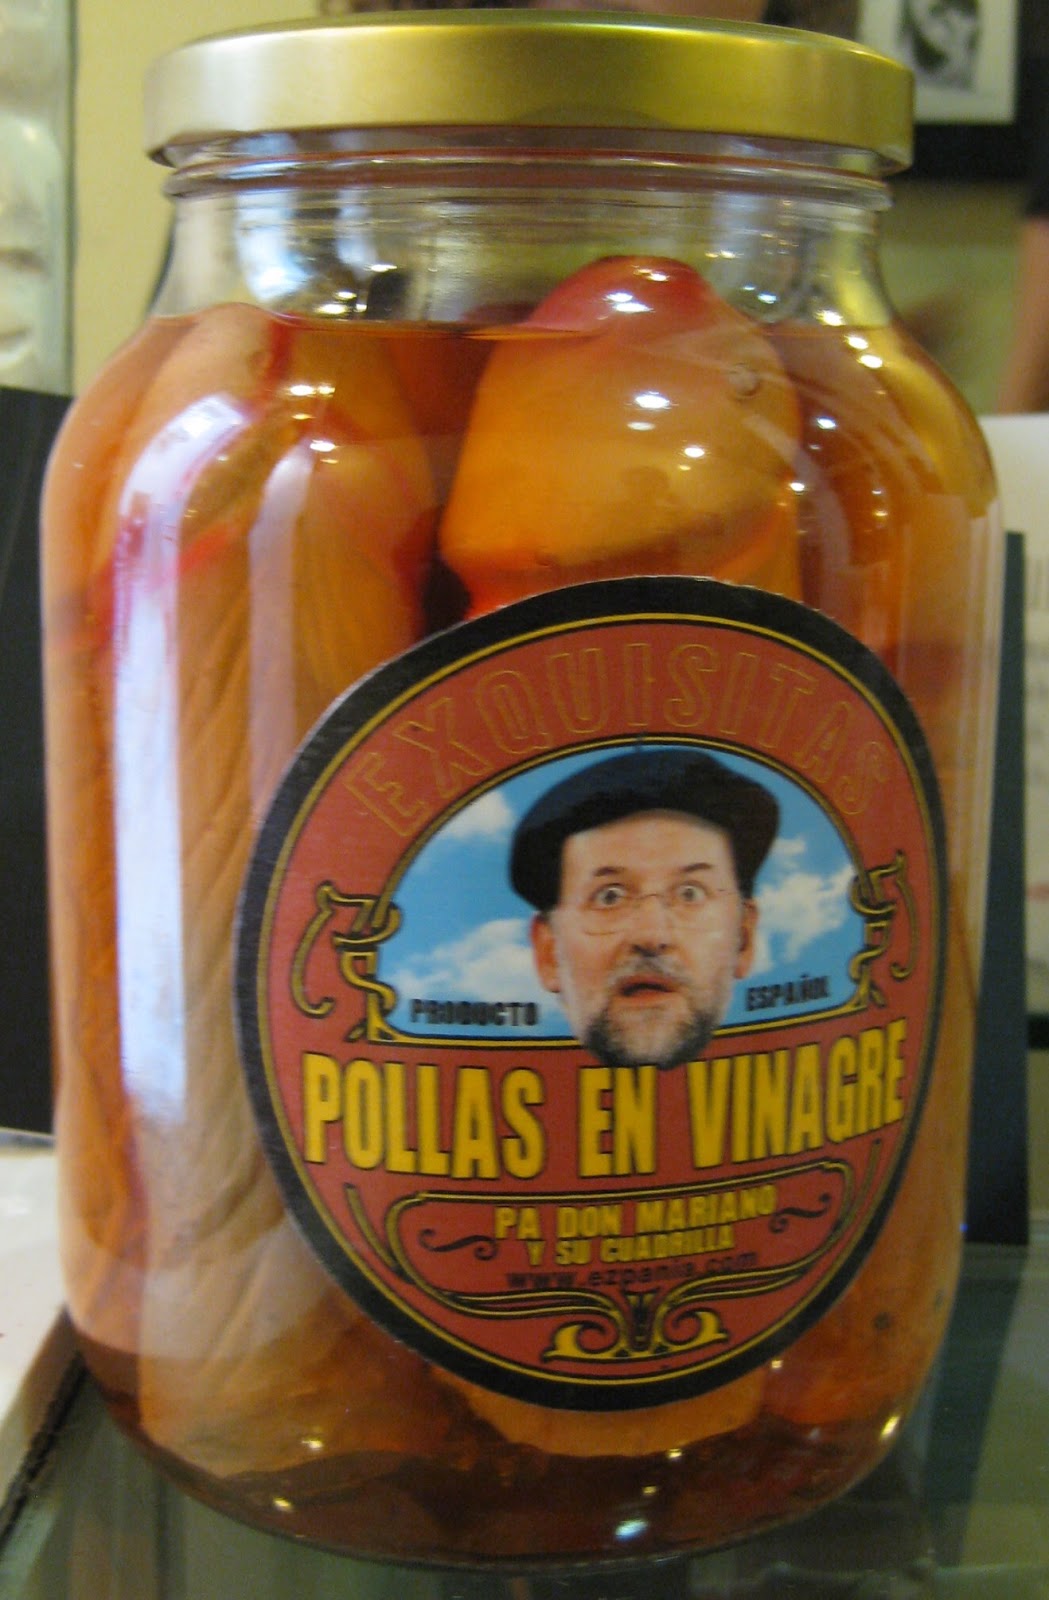 EXQUISITAS
PRODUCTO ESPAÑOL
POLLAS EN VINAGRE
PA DON MARIANO
Y SU CUADRILLA
www.ezpania.com